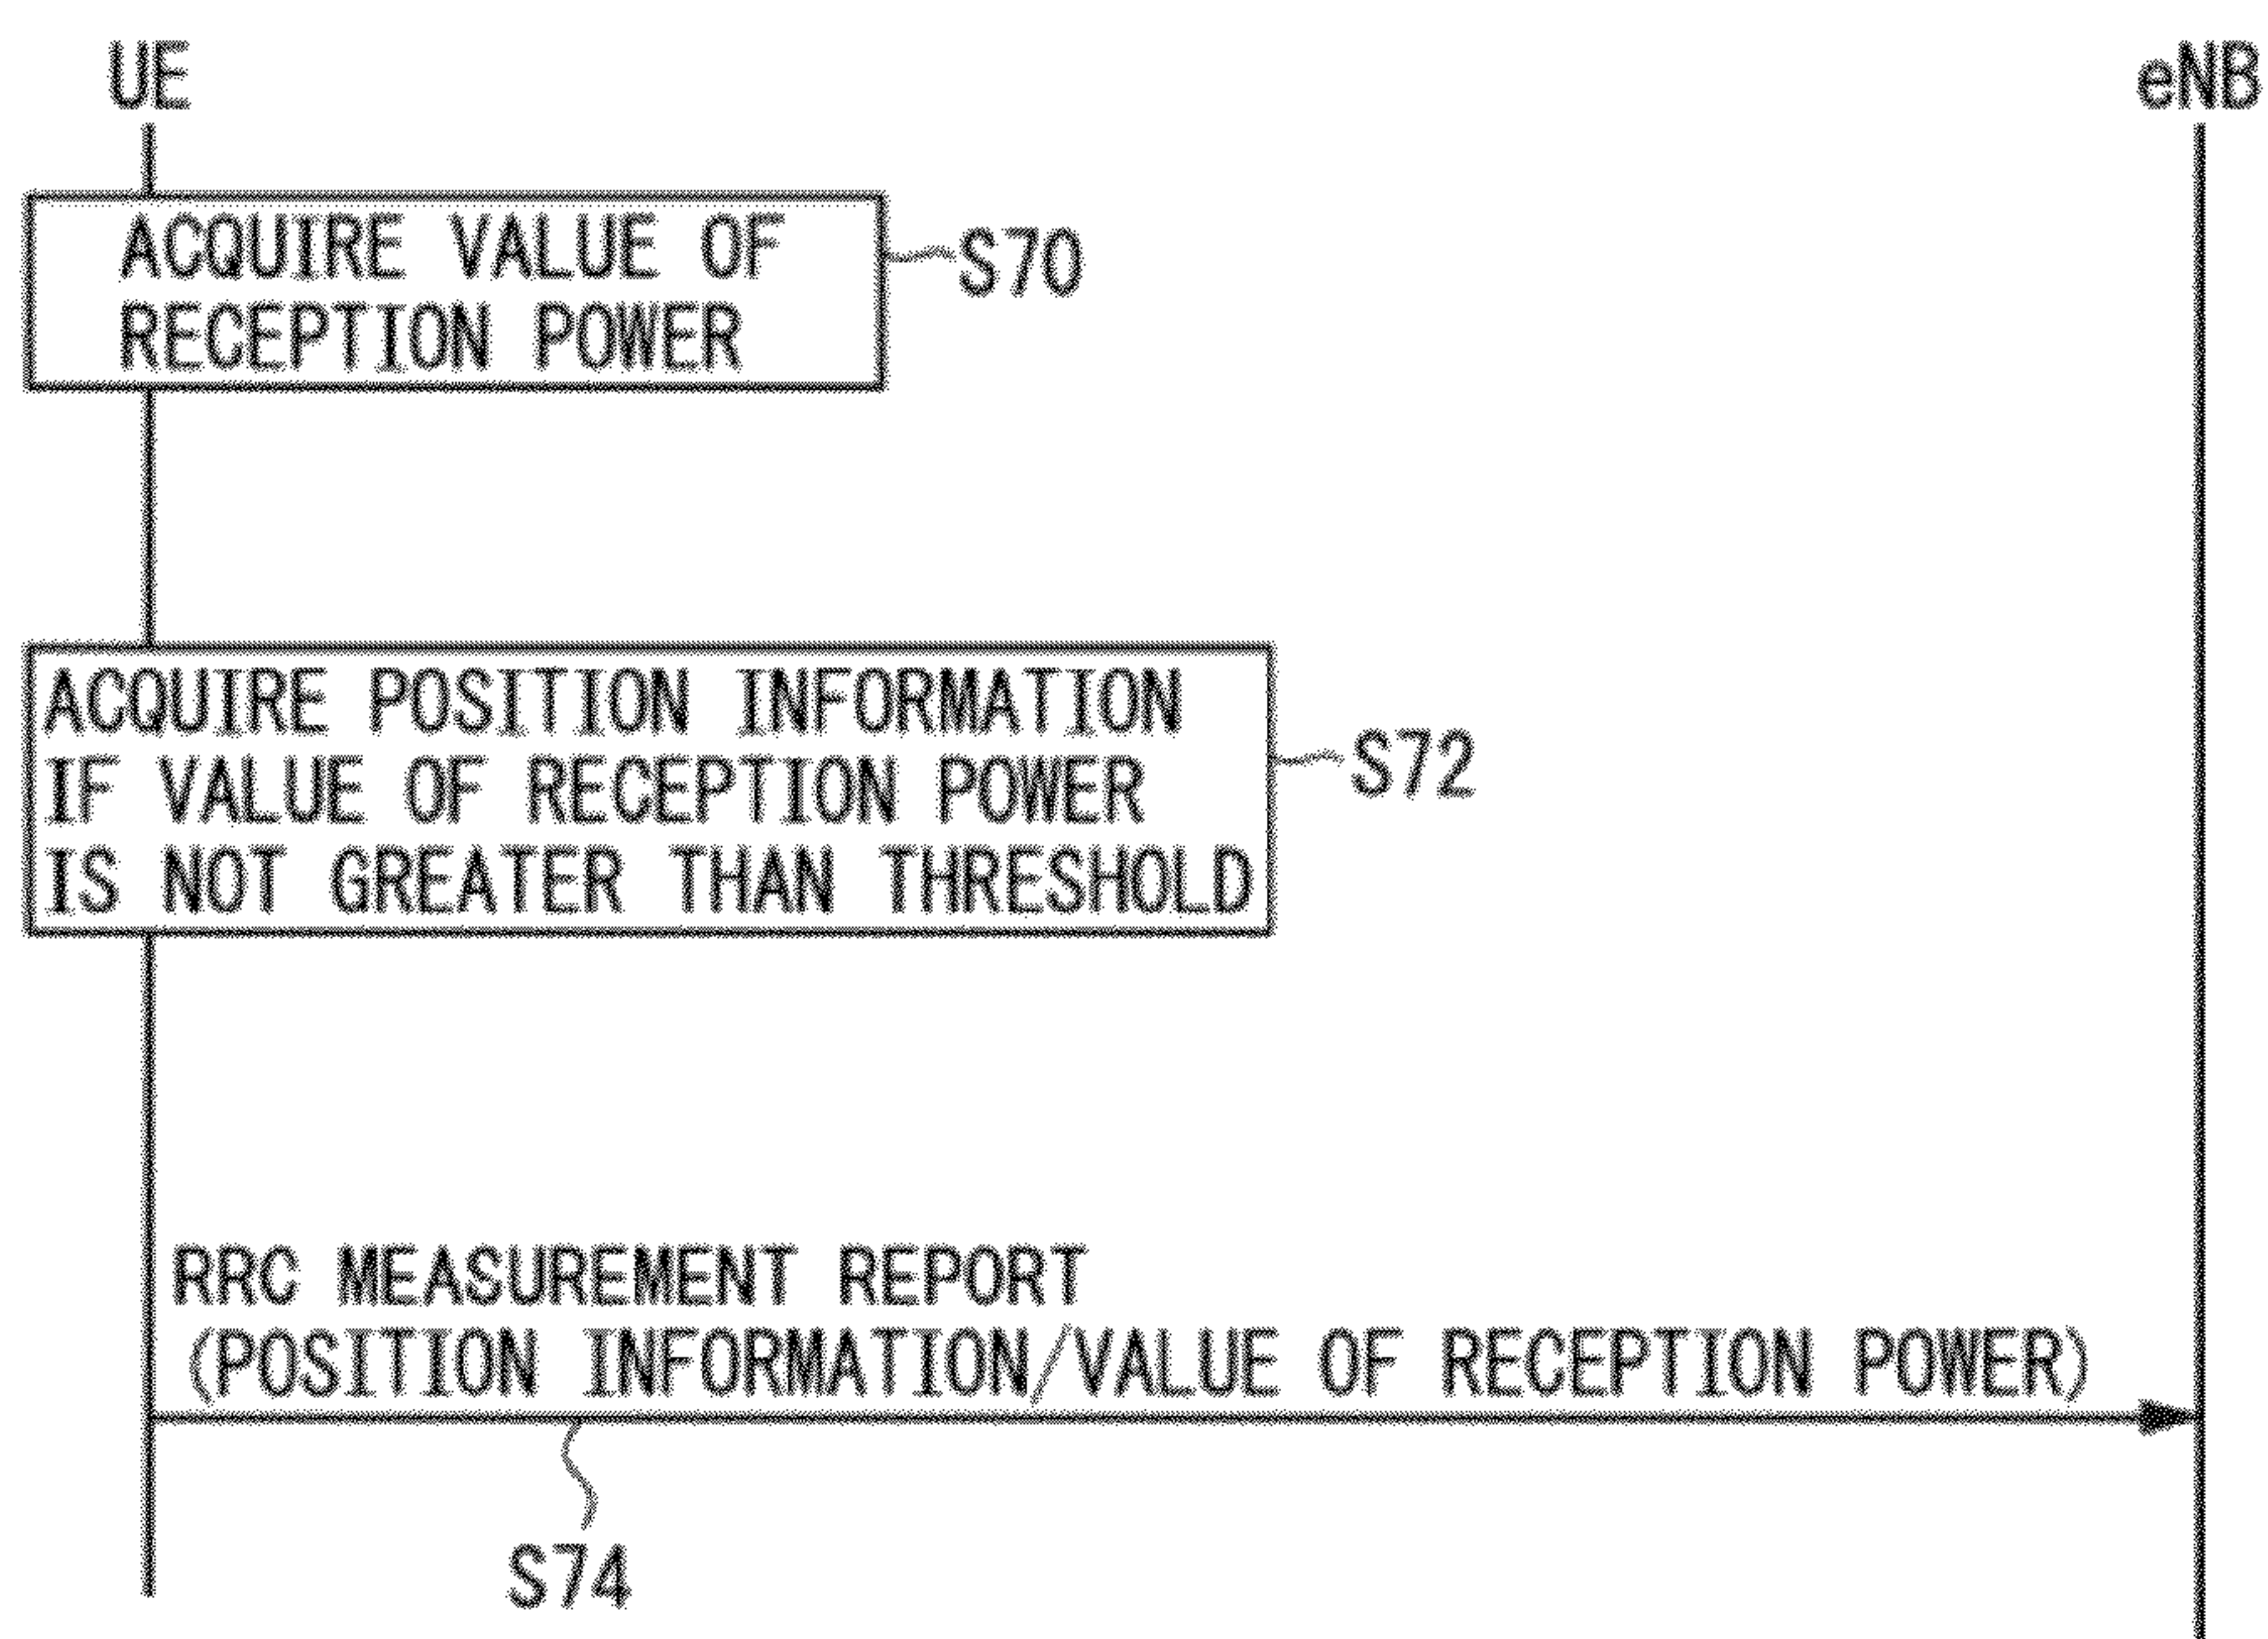 UE
eNB
ACQUIRE VALUE OF
RECEPTION POWER
S70
ACQUIRE POSITION INFORMATION
IF VALUE OF RECEPTION POWER
IS NOT GREATER THAN THRESHOLD
S72
RRC MEASUREMENT REPORT
(POSITION INFORMATION/VALUE OF RECEPTION POWER)
S74